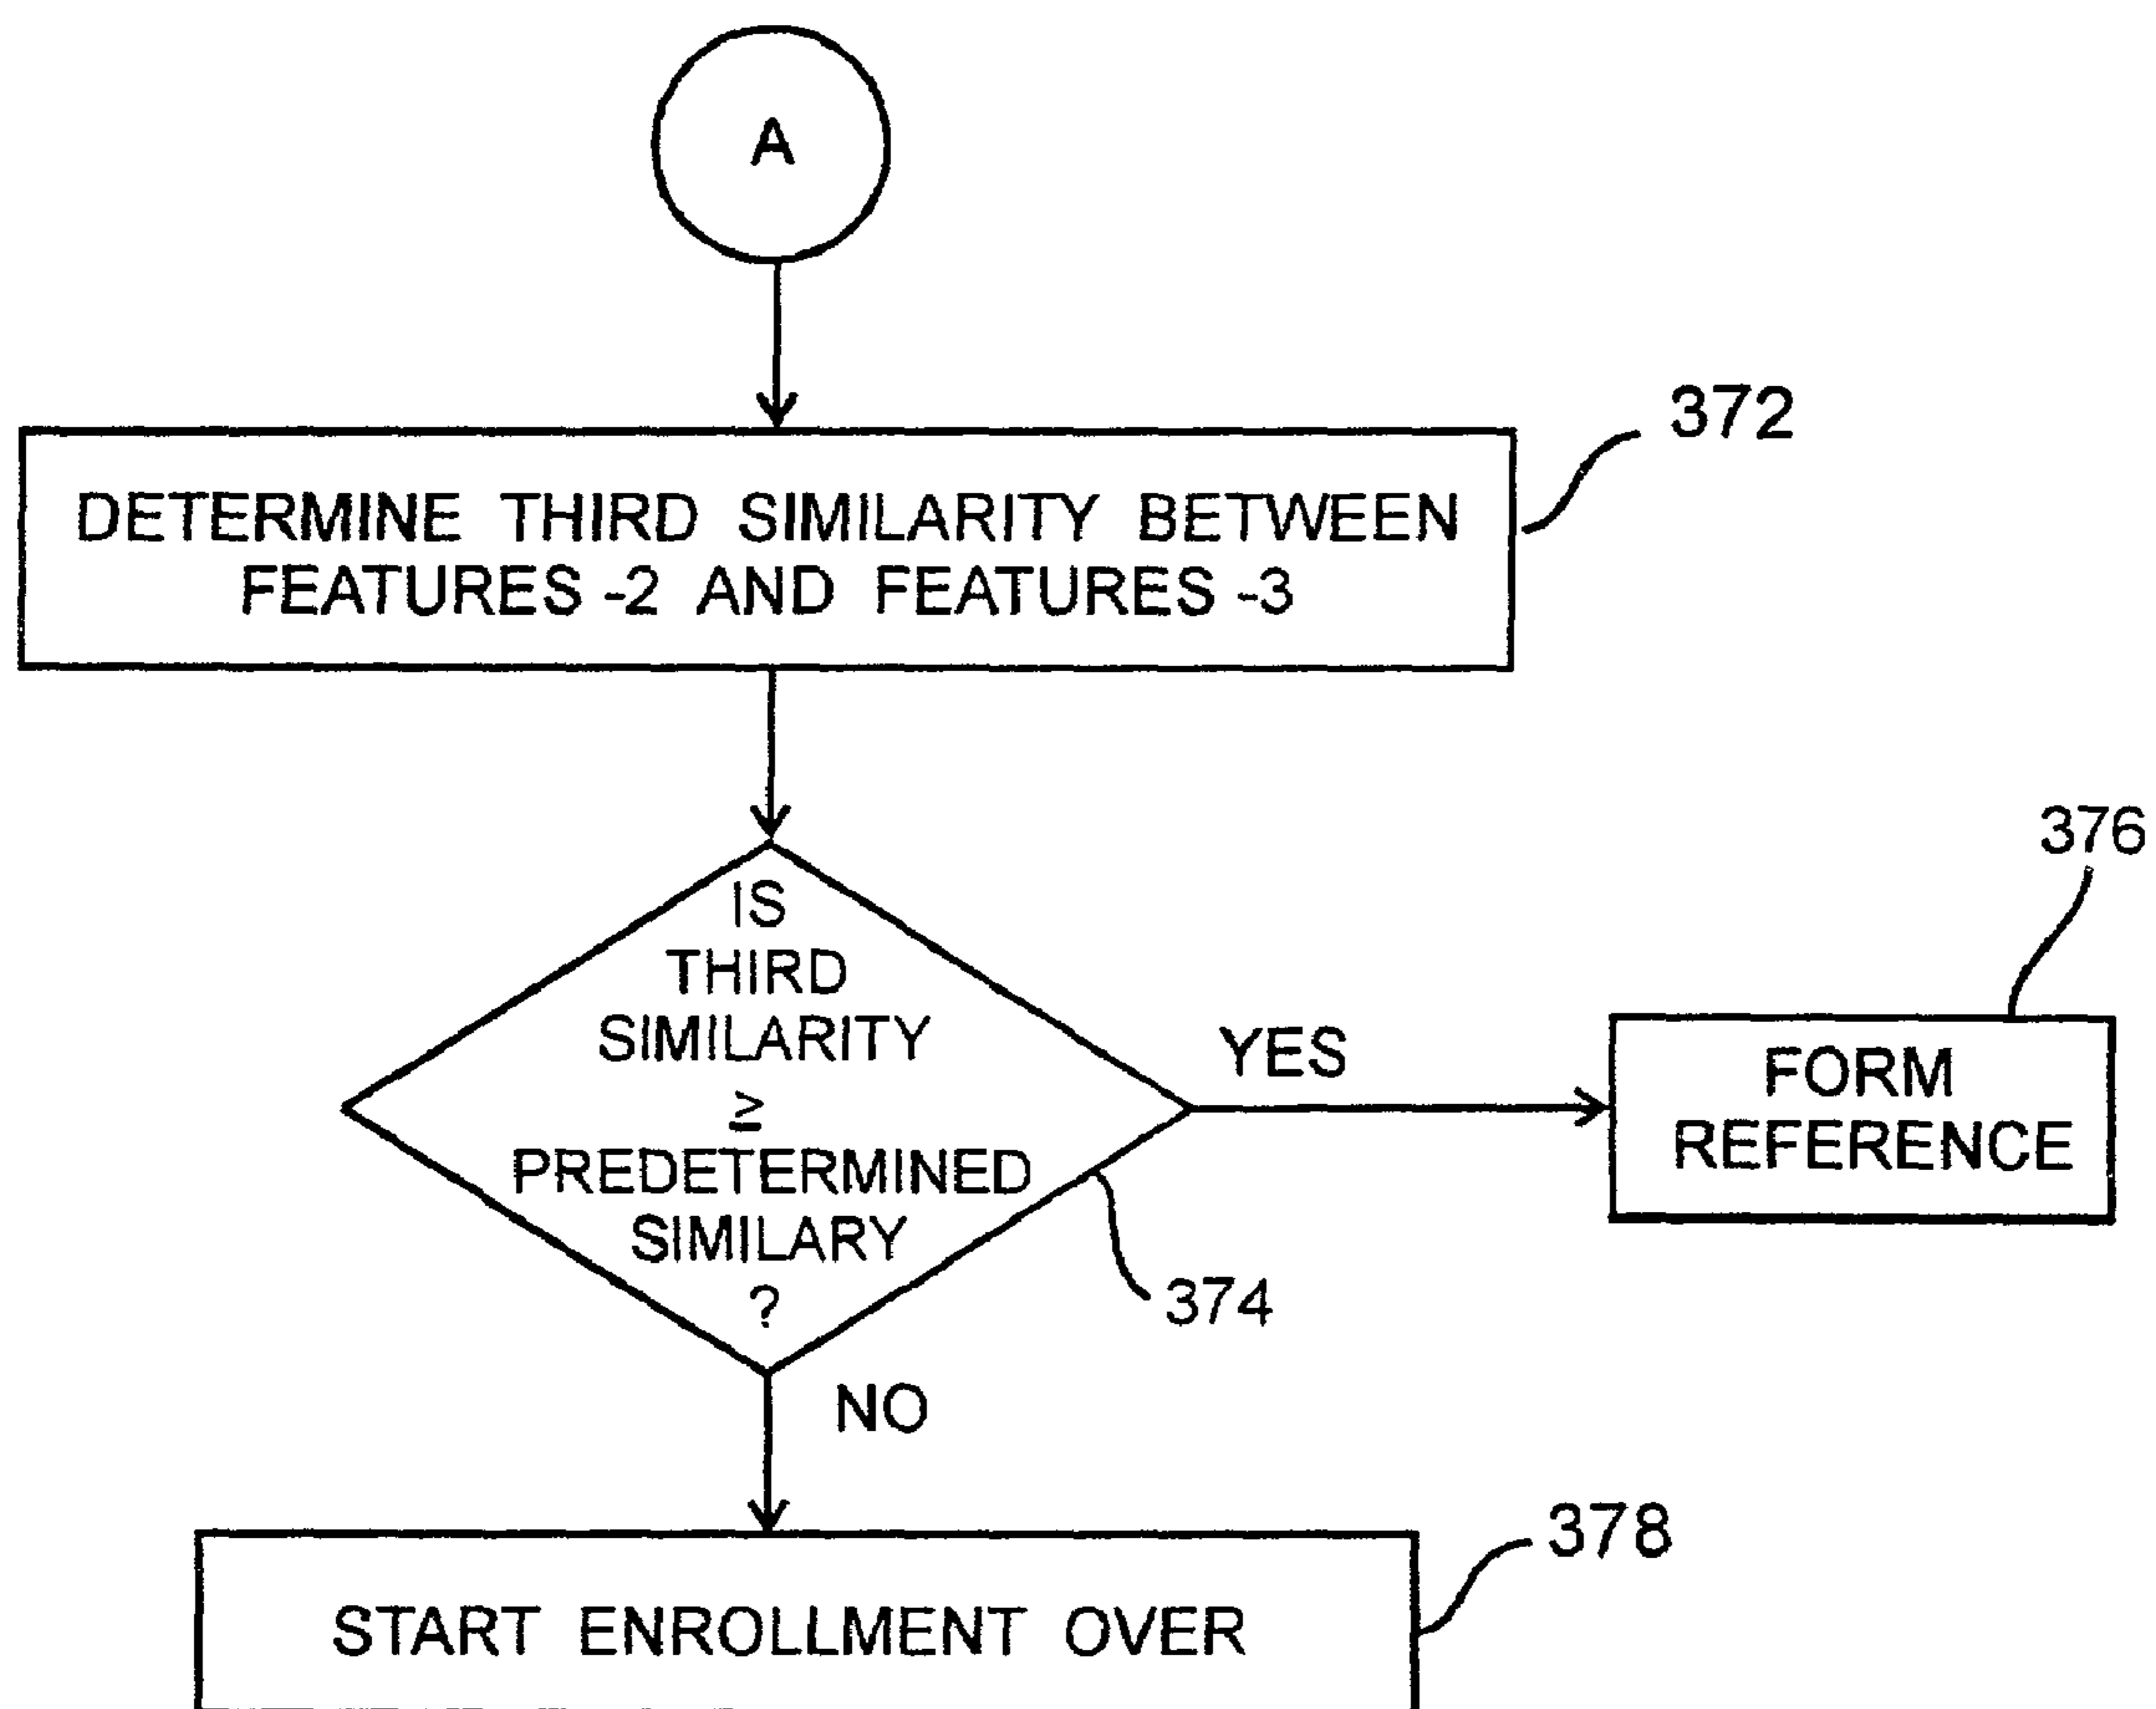 A
372
DETERMINE THIRD SIMILARITY BETWEEN
FEATURES -2 AND FEATURES -3
IS
THIRD
SIMILARITY
≥
PREDETERMINED
SIMILARY
?
374
YES
376
FORM
REFERENCE
NO
378
START ENROLLMENT OVER